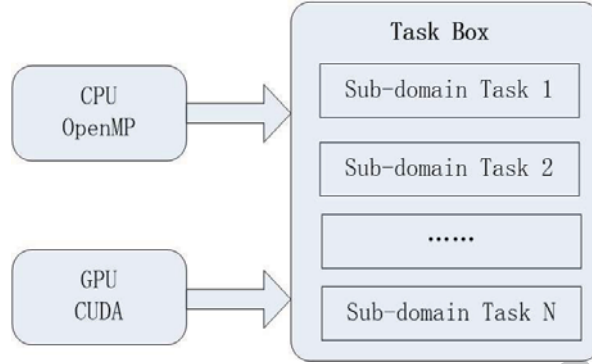 CPU
OpenMP
GPU
CUDA
Task Box
Sub-domain Task 1
Sub-domain Task 2
......
Sub-domain Task N